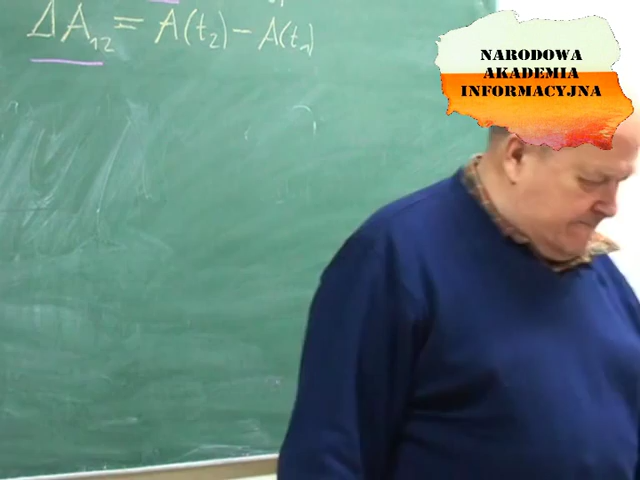 ΔA₁₂ = A(t₂) – A(t₁)
NARODOWA
AKADEMIA
INFORMACYJNA